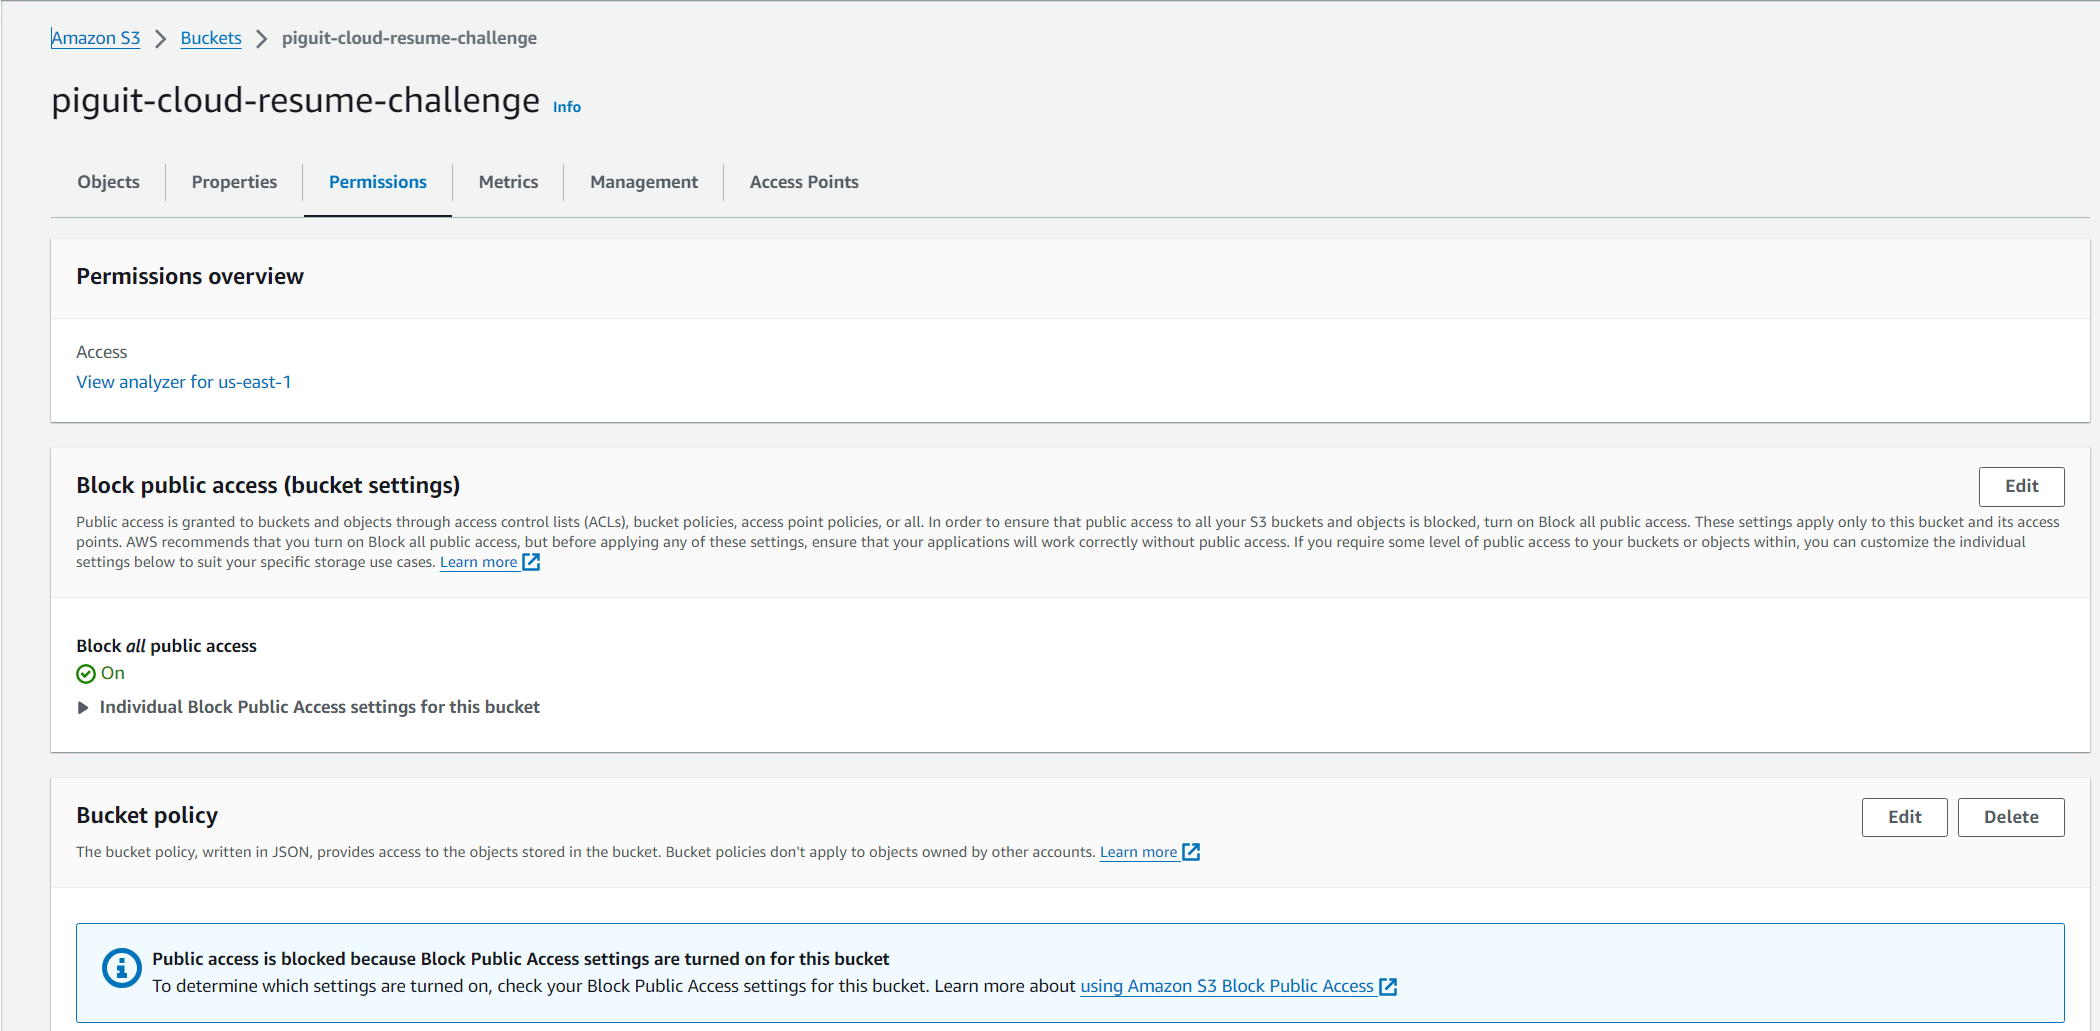 Amazon S3 > Buckets > piguit-cloud-resume-challenge
piguit-cloud-resume-challenge Info
Objects Properties Permissions Metrics Management Access Points
Permissions overview
Access
View analyzer for us-east-1
Block public access (bucket settings) Edit
Public access is granted to buckets and objects through access control lists (ACLs), bucket policies, access point policies, or all. In order to ensure that public access to all your S3 buckets and objects is blocked, turn on Block all public access. These settings apply only to this bucket and its access
points. AWS recommends that you turn on Block all public access, but before applying any of these settings, ensure that your applications will work correctly without public access. If you require some level of public access to your buckets or objects within, you can customize the individual
settings below to suit your specific storage use cases. Learn more
Block all public access
On
Individual Block Public Access settings for this bucket
Bucket policy Edit Delete
The bucket policy, written in JSON, provides access to the objects stored in the bucket. Bucket policies don't apply to objects owned by other accounts. Learn more
Public access is blocked because Block Public Access settings are turned on for this bucket
To determine which settings are turned on, check your Block Public Access settings for this bucket. Learn more about using Amazon S3 Block Public Access